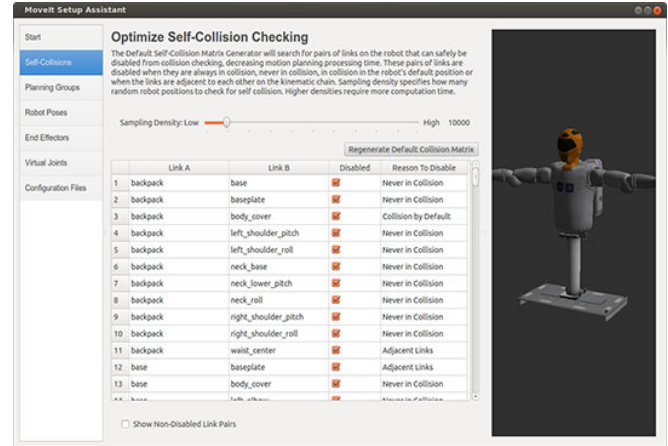 MoveIt Setup Assistant
Start
Self-Collisions
Planning Groups
Robot Poses
End Effectors
Virtual Joints
Configuration Files
Optimize Self-Collision Checking
The Default Self-Collision Matrix Generator will search for pairs of links on the robot that can safely be
disabled from collision checking, decreasing motion planning processing time. These pairs of links are
disabled when they are always in collision, never in collision, in collision in the robot's default position or
when the links are adjacent to each other on the kinematic chain. Sampling density specifies how many
random robot positions to check for self collision. Higher densities require more computation time.
Sampling Density: Low High 10000
Regenerate Default Collision Matrix
Link A Link B Disabled Reason To Disable
1 backpack base Never in Collision
2 backpack baseplate Never in Collision
3 backpack body_cover Collision by Default
4 backpack left_shoulder_pitch Never in Collision
5 backpack left_shoulder_roll Never in Collision
6 backpack neck_base Never in Collision
7 backpack neck_lower_pitch Never in Collision
8 backpack neck_roll Never in Collision
9 backpack right_shoulder_pitch Never in Collision
10 backpack right_shoulder_roll Never in Collision
11 backpack waist_center Adjacent Links
12 base baseplate Adjacent Links
13 base body_cover Never in Collision
14 base left_elbow Never in Collision
Show Non-Disabled Link Pairs